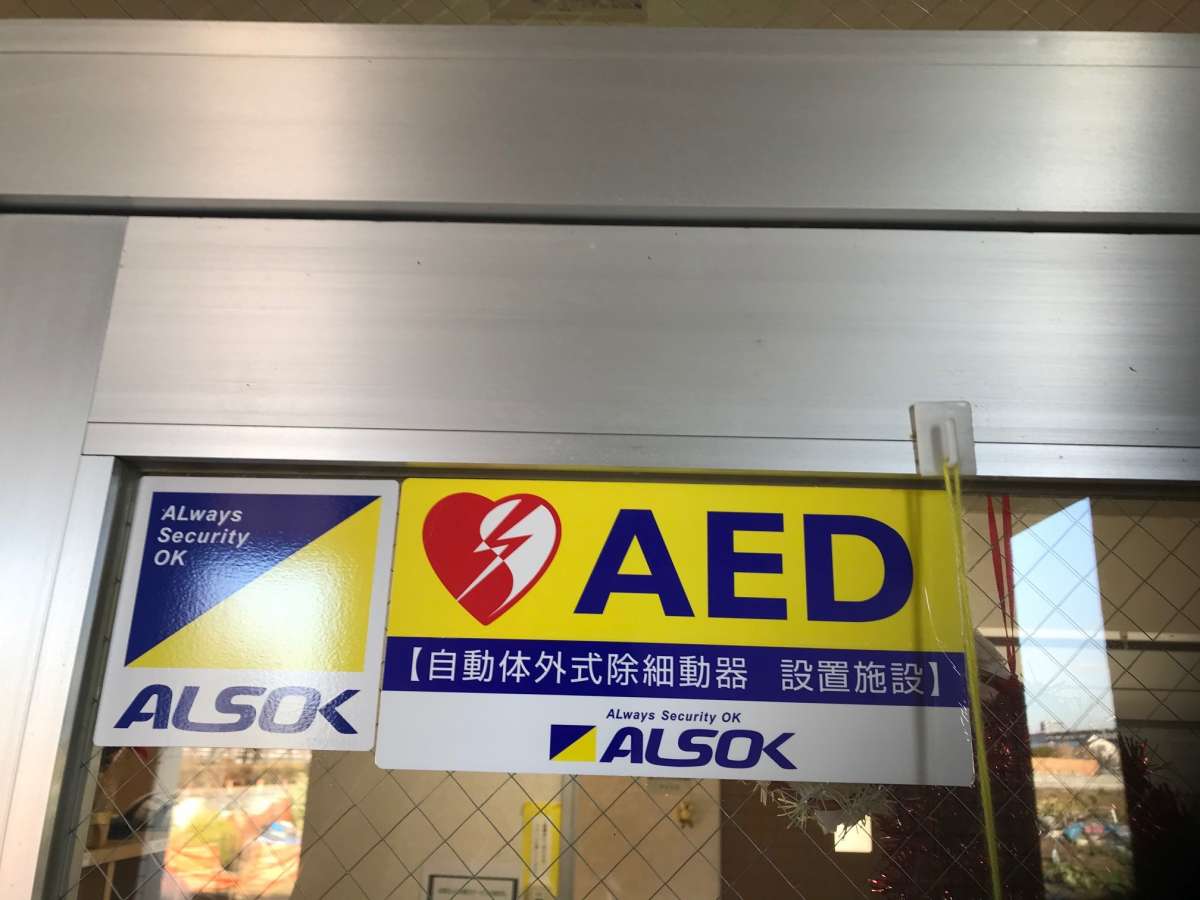 ALways
Security
OK
ALSOK
AED
【自動体外式除細動器　設置施設】
ALways Security OK
ALSOK